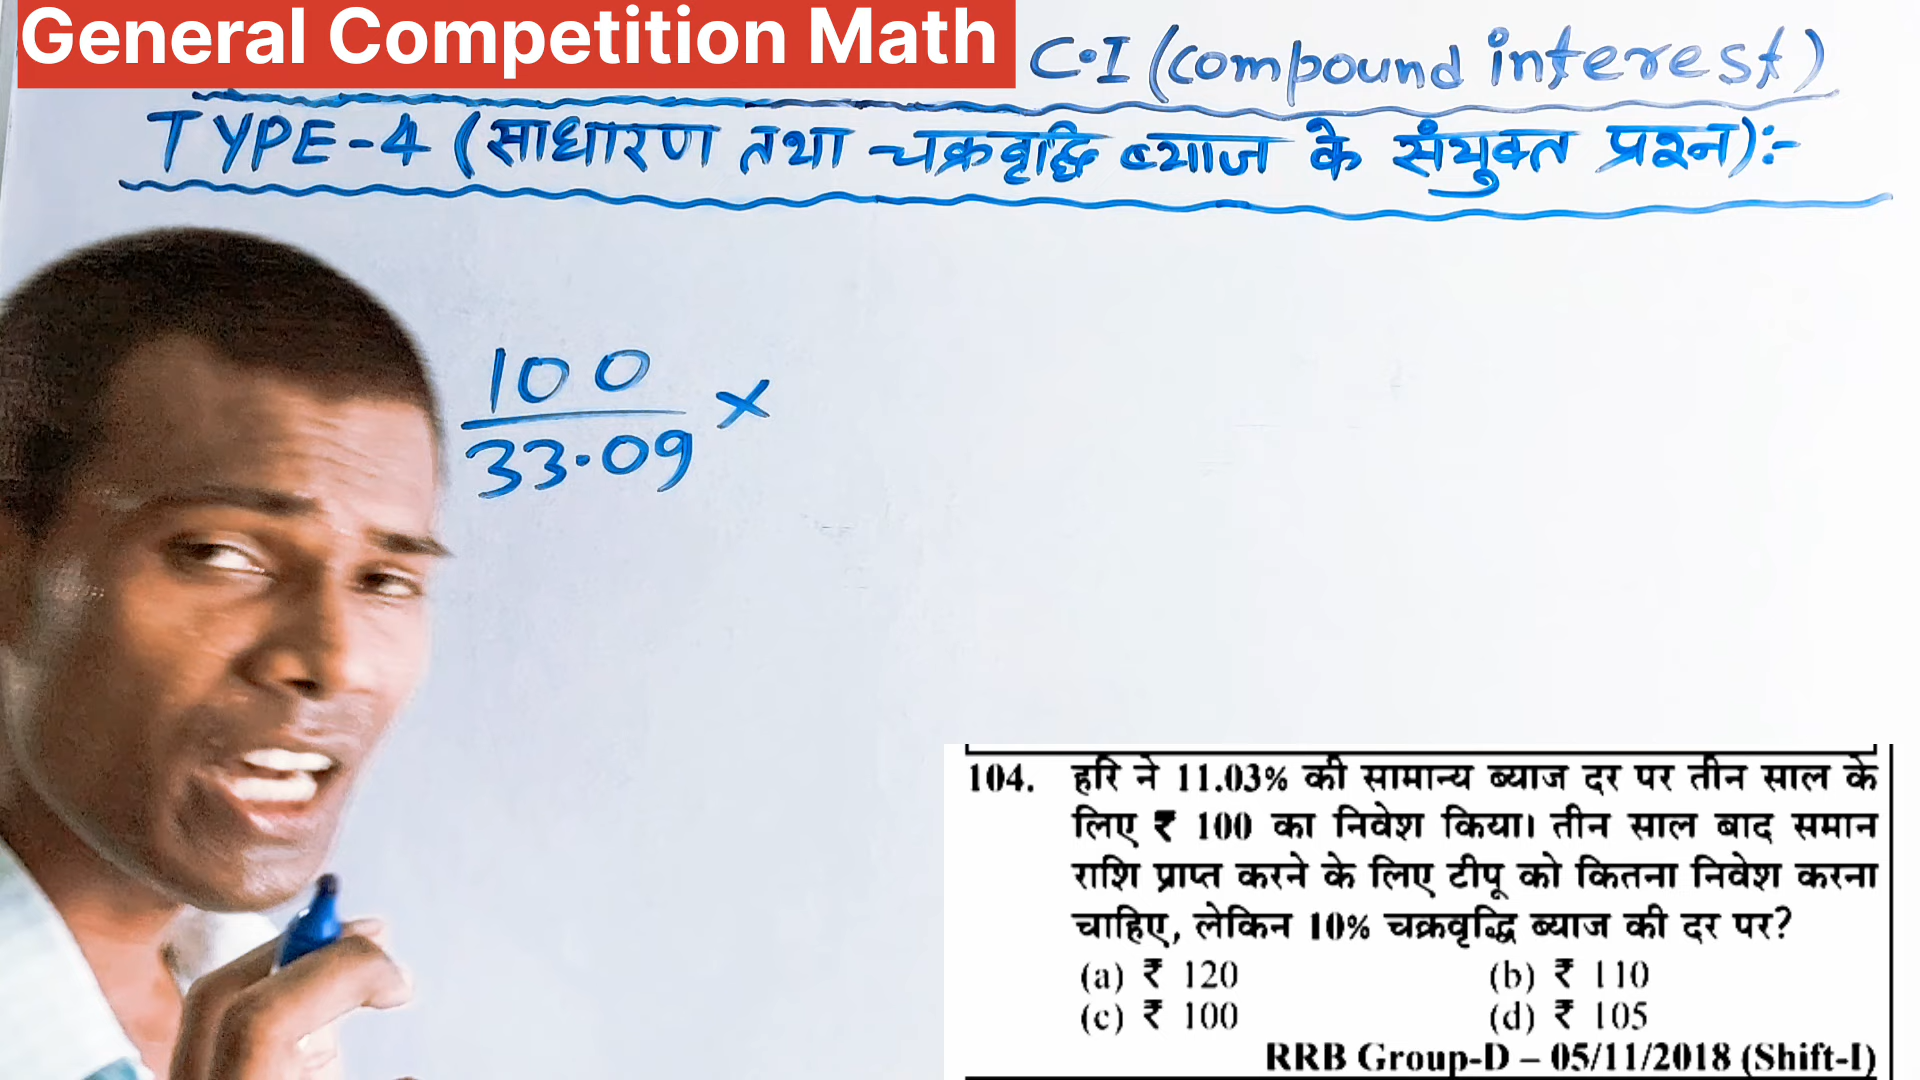 General Competition Math
C.I (compound interest)
TYPE-4 (साधारण तथा चक्रवृद्धि ब्याज के संयुक्त प्रश्न):-
100
33.09 ×
104. हरि ने 11.03% की सामान्य ब्याज दर पर तीन साल के
लिए ₹ 100 का निवेश किया। तीन साल बाद समान
राशि प्राप्त करने के लिए टीपू को कितना निवेश करना
चाहिए, लेकिन 10% चक्रवृद्धि ब्याज की दर पर?
(a) ₹ 120 (b) ₹ 110
(c) ₹ 100 (d) ₹ 105
RRB Group-D – 05/11/2018 (Shift-I)